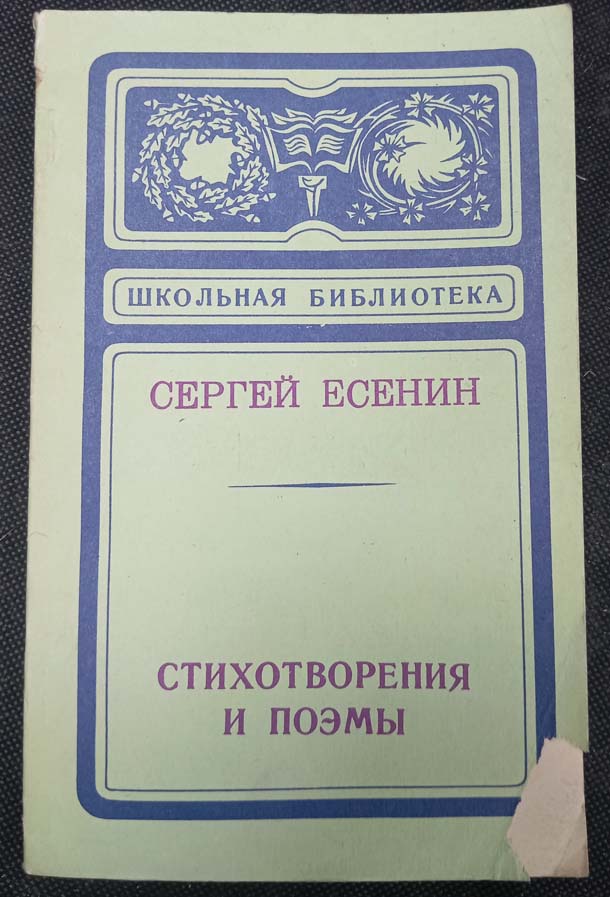 ШКОЛЬНАЯ БИБЛИОТЕКА
СЕРГЕЙ ЕСЕНИН
СТИХОТВОРЕНИЯ
И ПОЭМЫ